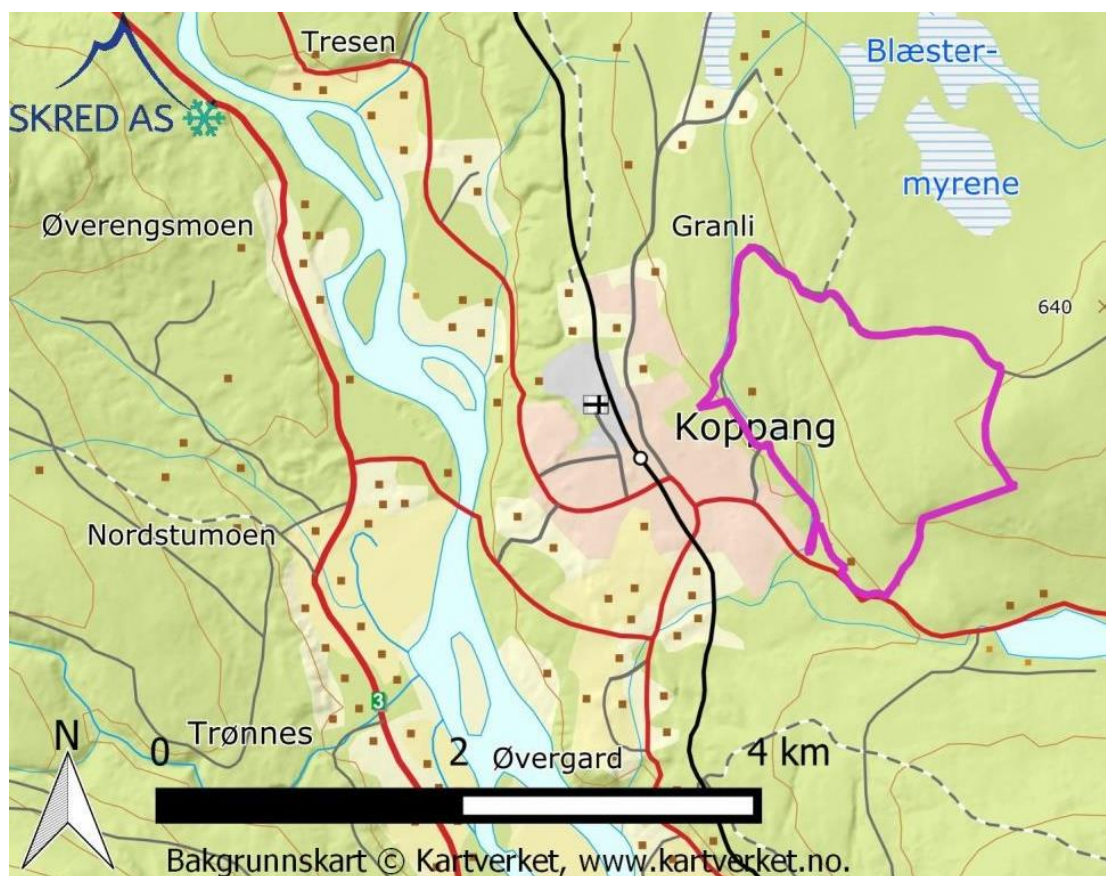 Tresen
Blæster-
SKRED AS
myrene
Øverengsmoen
Granli
640
Koppang
Nordstumoen
3
N
Trønnes
0
2
Øvergard
4 km
Bakgrunnskart © Kartverket, www.kartverket.no.